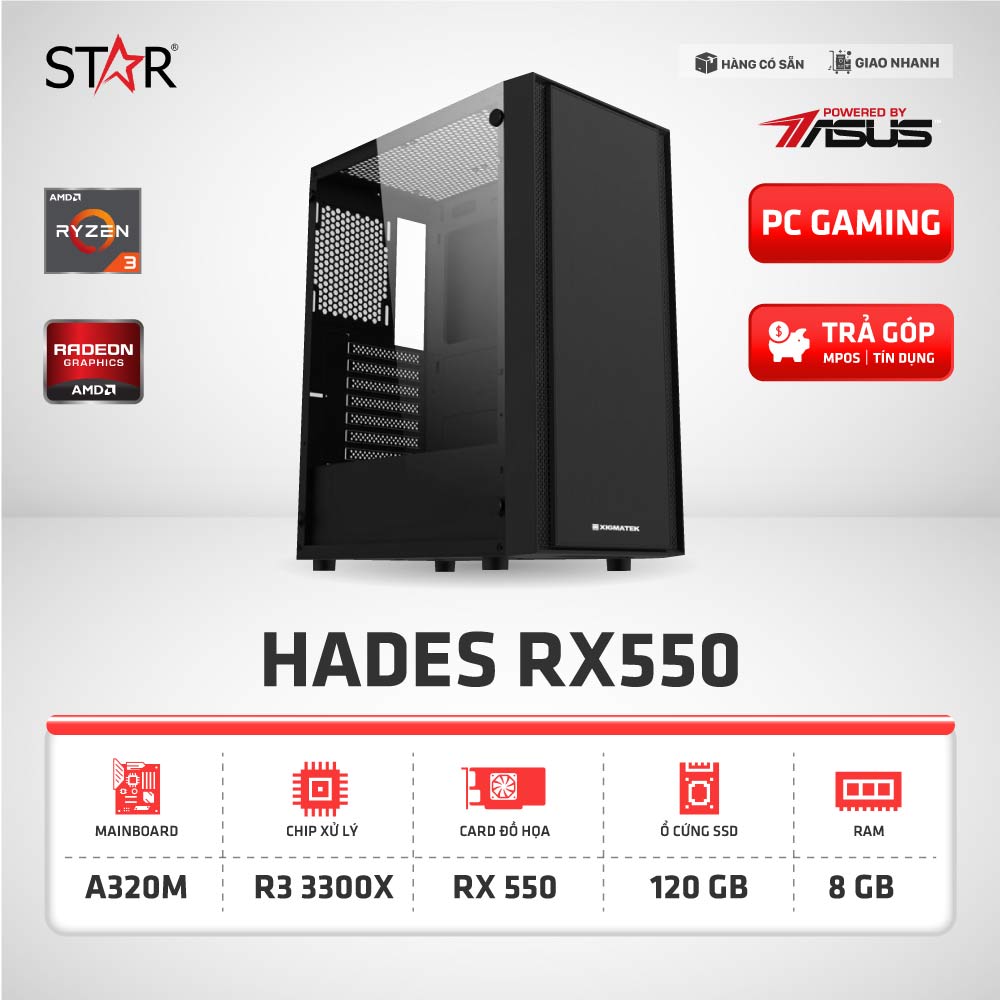 STAR®
HÀNG CÓ SẴN
GIAO NHANH
POWERED BY
ASUS
AMD
RYZEN
3
PC GAMING
RADEON
GRAPHICS
AMD
TRẢ GÓP
MPOS | TÍN DỤNG
XIGMATEK
HADES RX550
MAINBOARD
CHIP XỬ LÝ
CARD ĐỒ HỌA
Ổ CỨNG SSD
RAM
A320M
R3 3300X
RX 550
120 GB
8 GB